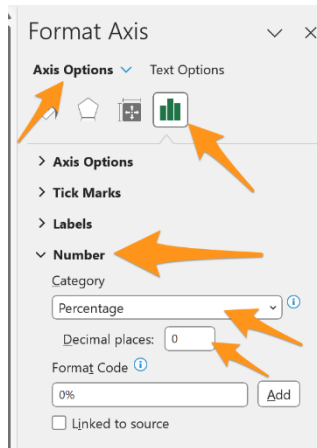 Format Axis
Axis Options Text Options
Axis Options
Tick Marks
Labels
Number
Category
Percentage
Decimal places: 0
Format Code
0% Add
Linked to source